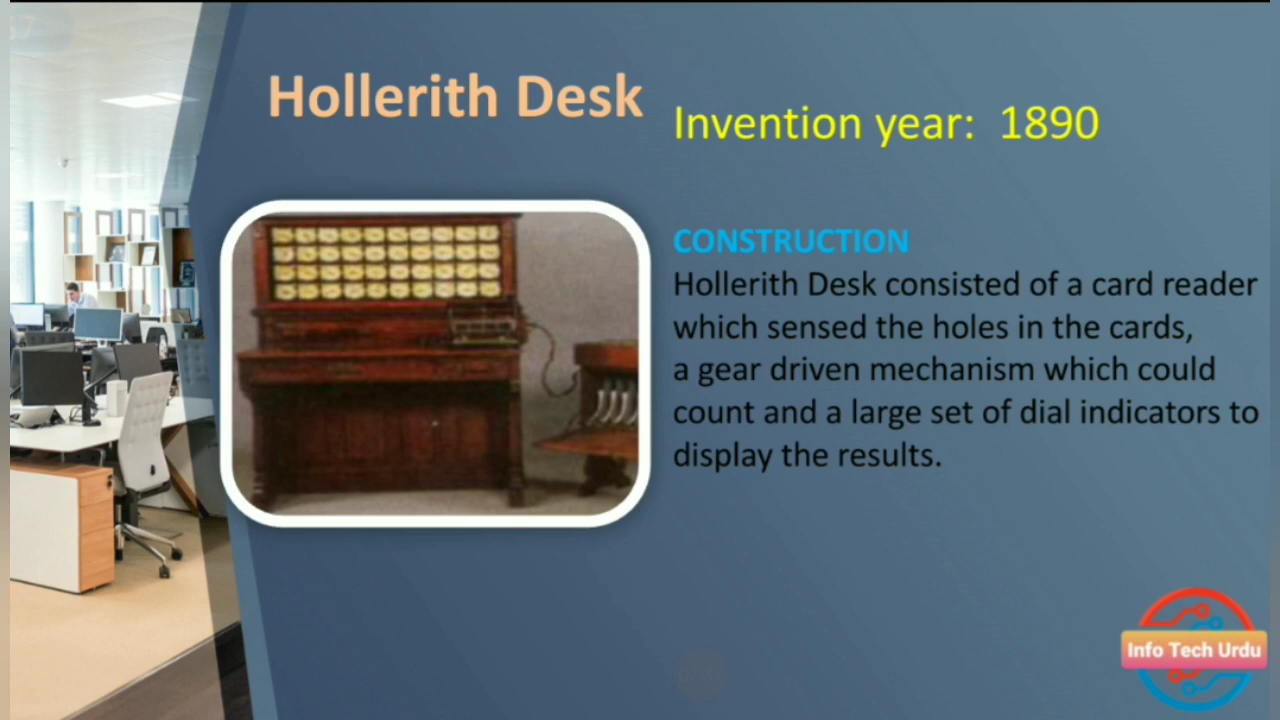 Hollerith Desk
Invention year: 1890
CONSTRUCTION
Hollerith Desk consisted of a card reader
which sensed the holes in the cards,
a gear driven mechanism which could
count and a large set of dial indicators to
display the results.
Info Tech Urdu